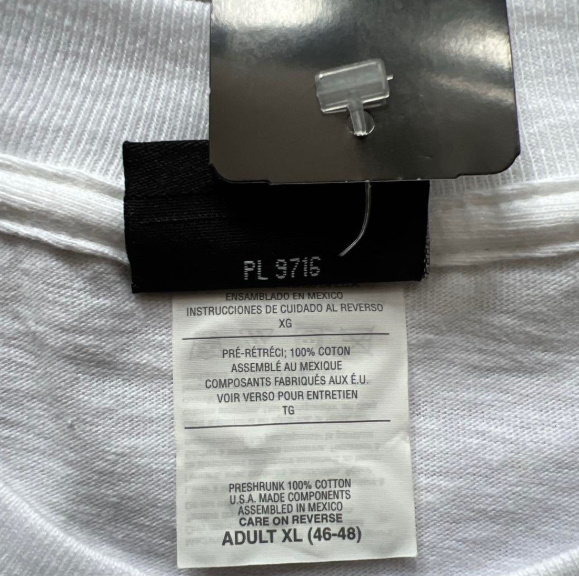 PL 9716
ENSAMBLADO EN MEXICO
INSTRUCCIONES DE CUIDADO AL REVERSO
XG
PRÉ-RÉTRÉCI; 100% COTON
ASSEMBLÉ AU MEXIQUE
COMPOSANTS FABRIQUÉS AUX É.U.
VOIR VERSO POUR ENTRETIEN
TG
PRESHRUNK 100% COTTON
U.S.A. MADE COMPONENTS
ASSEMBLED IN MEXICO
CARE ON REVERSE
ADULT XL (46-48)